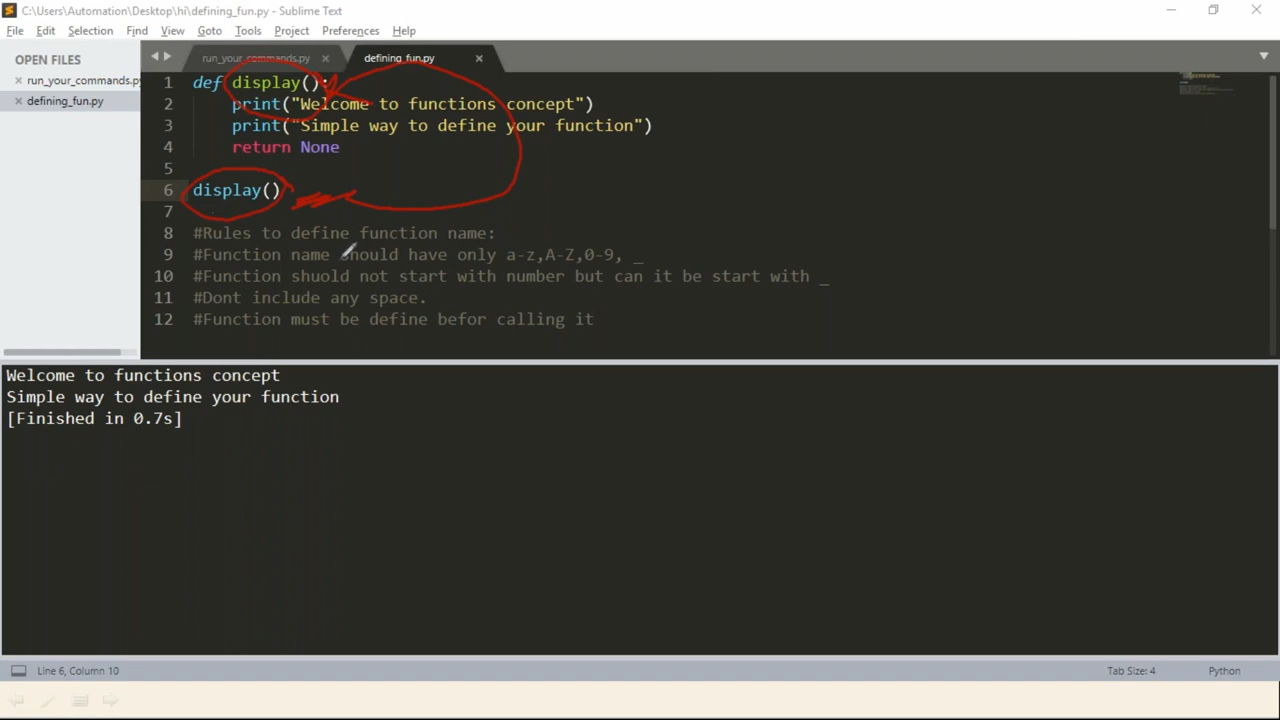 C:\Users\Automation\Desktop\hi\defining_fun.py - Sublime Text
File Edit Selection Find View Goto Tools Project Preferences Help
OPEN FILES
run_your_commands.py
defining_fun.py
run_your_commands.py defining_fun.py
1 def display():
2 print("Welcome to functions concept")
3 print("Simple way to define your function")
4 return None
5
6 display()
7
8 #Rules to define function name:
9 #Function name should have only a-z,A-Z,0-9, _
10 #Function shuold not start with number but can it be start with _
11 #Dont include any space.
12 #Function must be define befor calling it
Welcome to functions concept
Simple way to define your function
[Finished in 0.7s]
Line 6, Column 10 Tab Size: 4 Python